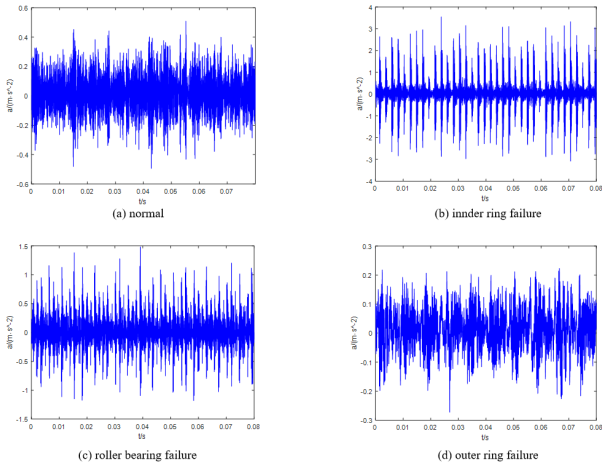 0.6
0.4
0.2
0
-0.2
-0.4
-0.6
a/(m·s^-2)
0 0.01 0.02 0.03 0.04 0.05 0.06 0.07
t/s
(a) normal
4
3
2
1
0
-1
-2
-3
-4
a/(m·s^-2)
0 0.01 0.02 0.03 0.04 0.05 0.06 0.07 0.08
t/s
(b) innder ring failure
1.5
1
0.5
0
-0.5
-1
-1.5
a/(m·s^-2)
0 0.01 0.02 0.03 0.04 0.05 0.06 0.07 0.08
t/s
(c) roller bearing failure
0.3
0.2
0.1
0
-0.1
-0.2
-0.3
a/(m·s^-2)
0 0.01 0.02 0.03 0.04 0.05 0.06 0.07 0.08
t/s
(d) outer ring failure